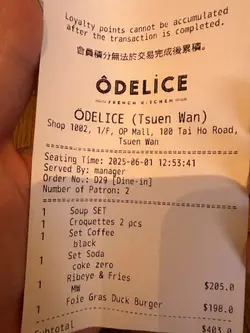 Loyalty points cannot be accumulated
after the transaction is completed.
會員積分無法於交易完成後累積。
ÔDELICE
FRENCH KITCHEN
ÔDELICE (Tsuen Wan)
Shop 1002, 1/F, OP Mall, 100 Tai Ho Road,
Tsuen Wan
Seating Time: 2025-06-01 12:53:41
Served By: manager
Order No.: D29 [Dine-in]
Number of Patron: 2
1 Soup SET
1 Croquettes 2 pcs
1 Set Coffee
black
1 Set Soda
coke zero
1 Ribeye & Fries $205.0
MW
1 Foie Gras Duck Burger $198.0
Subtotal $403.0